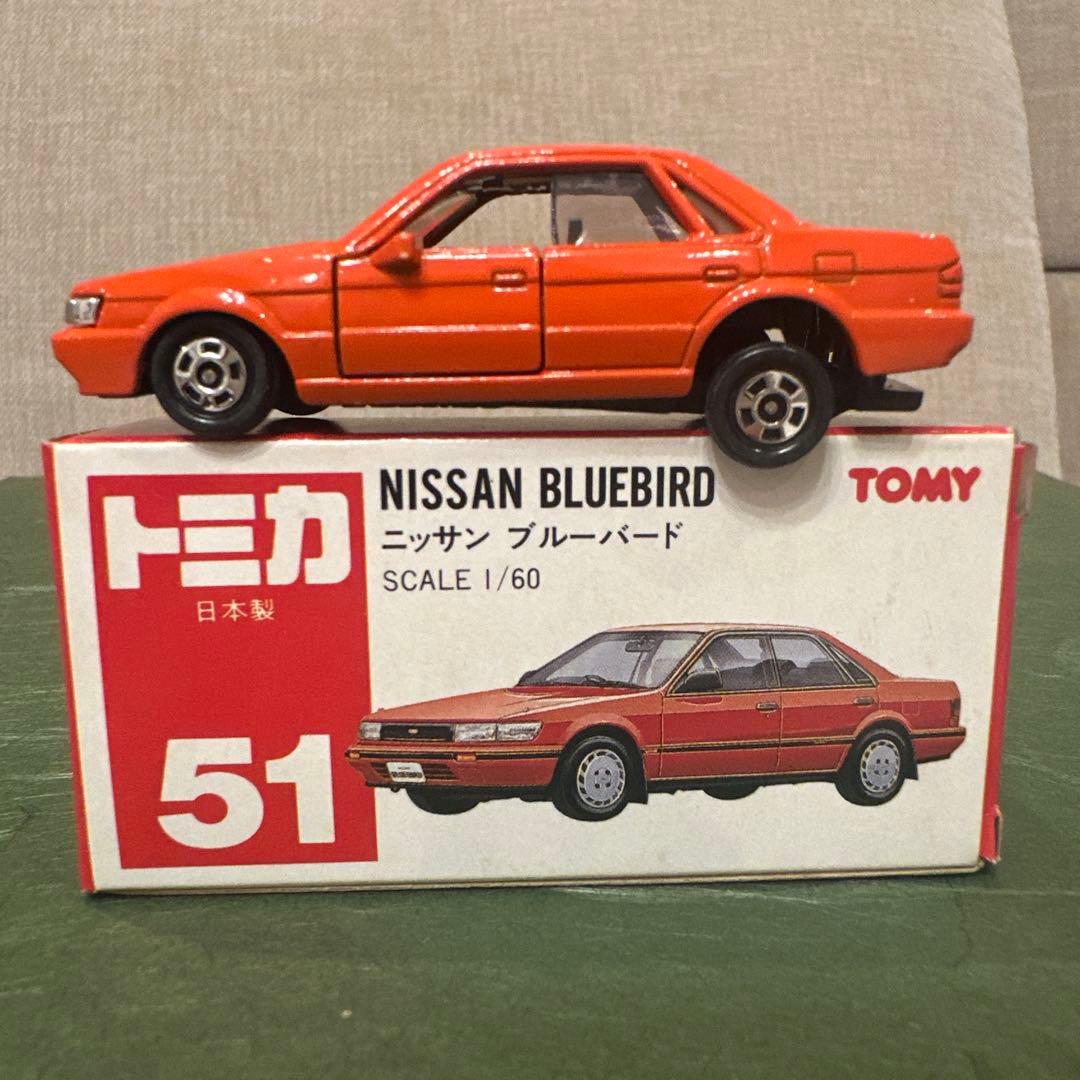 トミカ
日本製
51
NISSAN BLUEBIRD
ニッサン ブルーバード
SCALE 1/60
TOMY
BLUEBIRD